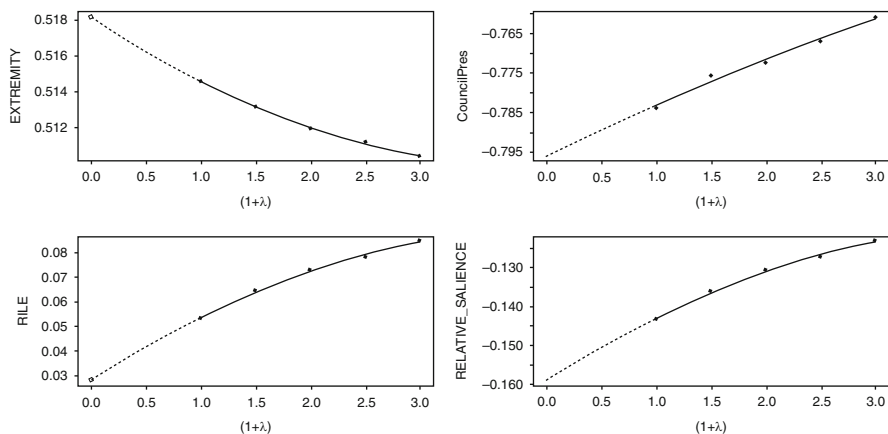 EXTREMITY
0.518
0.516
0.514
0.512
0.0 0.5 1.0 1.5 2.0 2.5 3.0
(1+λ)
CouncilPres
−0.765
−0.775
−0.785
−0.795
0.0 0.5 1.0 1.5 2.0 2.5 3.0
(1+λ)
RILE
0.08
0.07
0.06
0.05
0.04
0.03
0.0 0.5 1.0 1.5 2.0 2.5 3.0
(1+λ)
RELATIVE_SALIENCE
−0.130
−0.140
−0.150
−0.160
0.0 0.5 1.0 1.5 2.0 2.5 3.0
(1+λ)